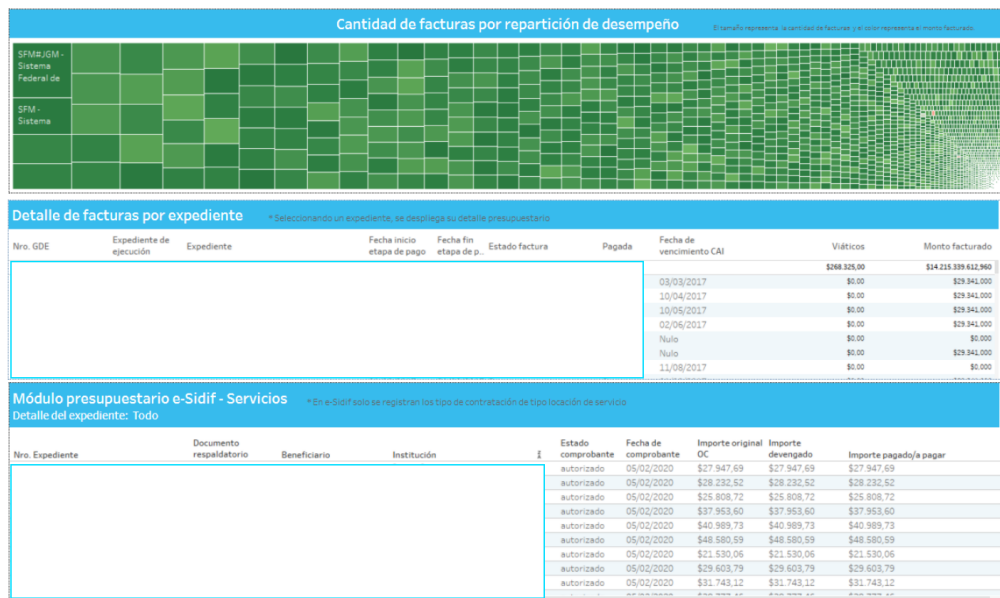 Cantidad de facturas por repartición de desempeño
El tamaño representa la cantidad de facturas y el color representa el monto facturado
SFM#JGM -
Sistema
Federal de
SFM -
Sistema
Detalle de facturas por expediente
* Seleccionando un expediente, se despliega su detalle presupuestario
Nro. GDE Expediente de ejecución Expediente Fecha inicio etapa de pago Fecha fin etapa de p.. Estado factura Pagada Fecha de vencimiento CAI Viáticos Monto facturado
$268.325,00 $14.215.339.612,960
03/03/2017 $0,00 $29.341,000
10/04/2017 $0,00 $29.341,000
10/05/2017 $0,00 $29.341,000
02/06/2017 $0,00 $29.341,000
Nulo $0,00 $0,000
Nulo $0,00 $29.341,000
11/08/2017 $0,00 $0,000
Módulo presupuestario e-Sidif - Servicios
* En e-Sidif solo se registran los tipo de contratación de tipo locación de servicio
Detalle del expediente: Todo
Nro. Expediente Documento respaldatorio Beneficiario Institución Estado comprobante Fecha de comprobante Importe original OC Importe devengado Importe pagado/a pagar
autorizado 05/02/2020 $27.947,69 $27.947,69 $27.947,69
autorizado 05/02/2020 $28.232,52 $28.232,52 $28.232,52
autorizado 05/02/2020 $25.808,72 $25.808,72 $25.808,72
autorizado 05/02/2020 $37.953,60 $37.953,60 $37.953,60
autorizado 05/02/2020 $40.989,73 $40.989,73 $40.989,73
autorizado 05/02/2020 $48.580,59 $48.580,59 $48.580,59
autorizado 05/02/2020 $21.530,06 $21.530,06 $21.530,06
autorizado 05/02/2020 $29.603,79 $29.603,79 $29.603,79
autorizado 05/02/2020 $31.743,12 $31.743,12 $31.743,12